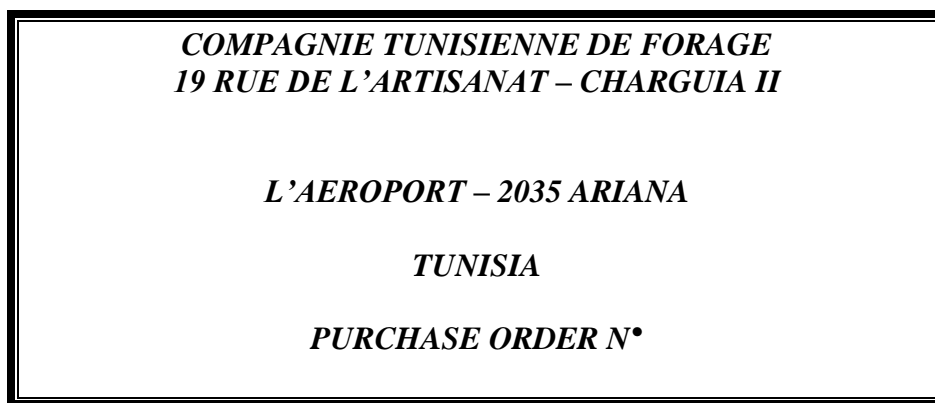 COMPAGNIE TUNISIENNE DE FORAGE
19 RUE DE L’ARTISANAT – CHARGUIA II
L’AEROPORT – 2035 ARIANA
TUNISIA
PURCHASE ORDER N•